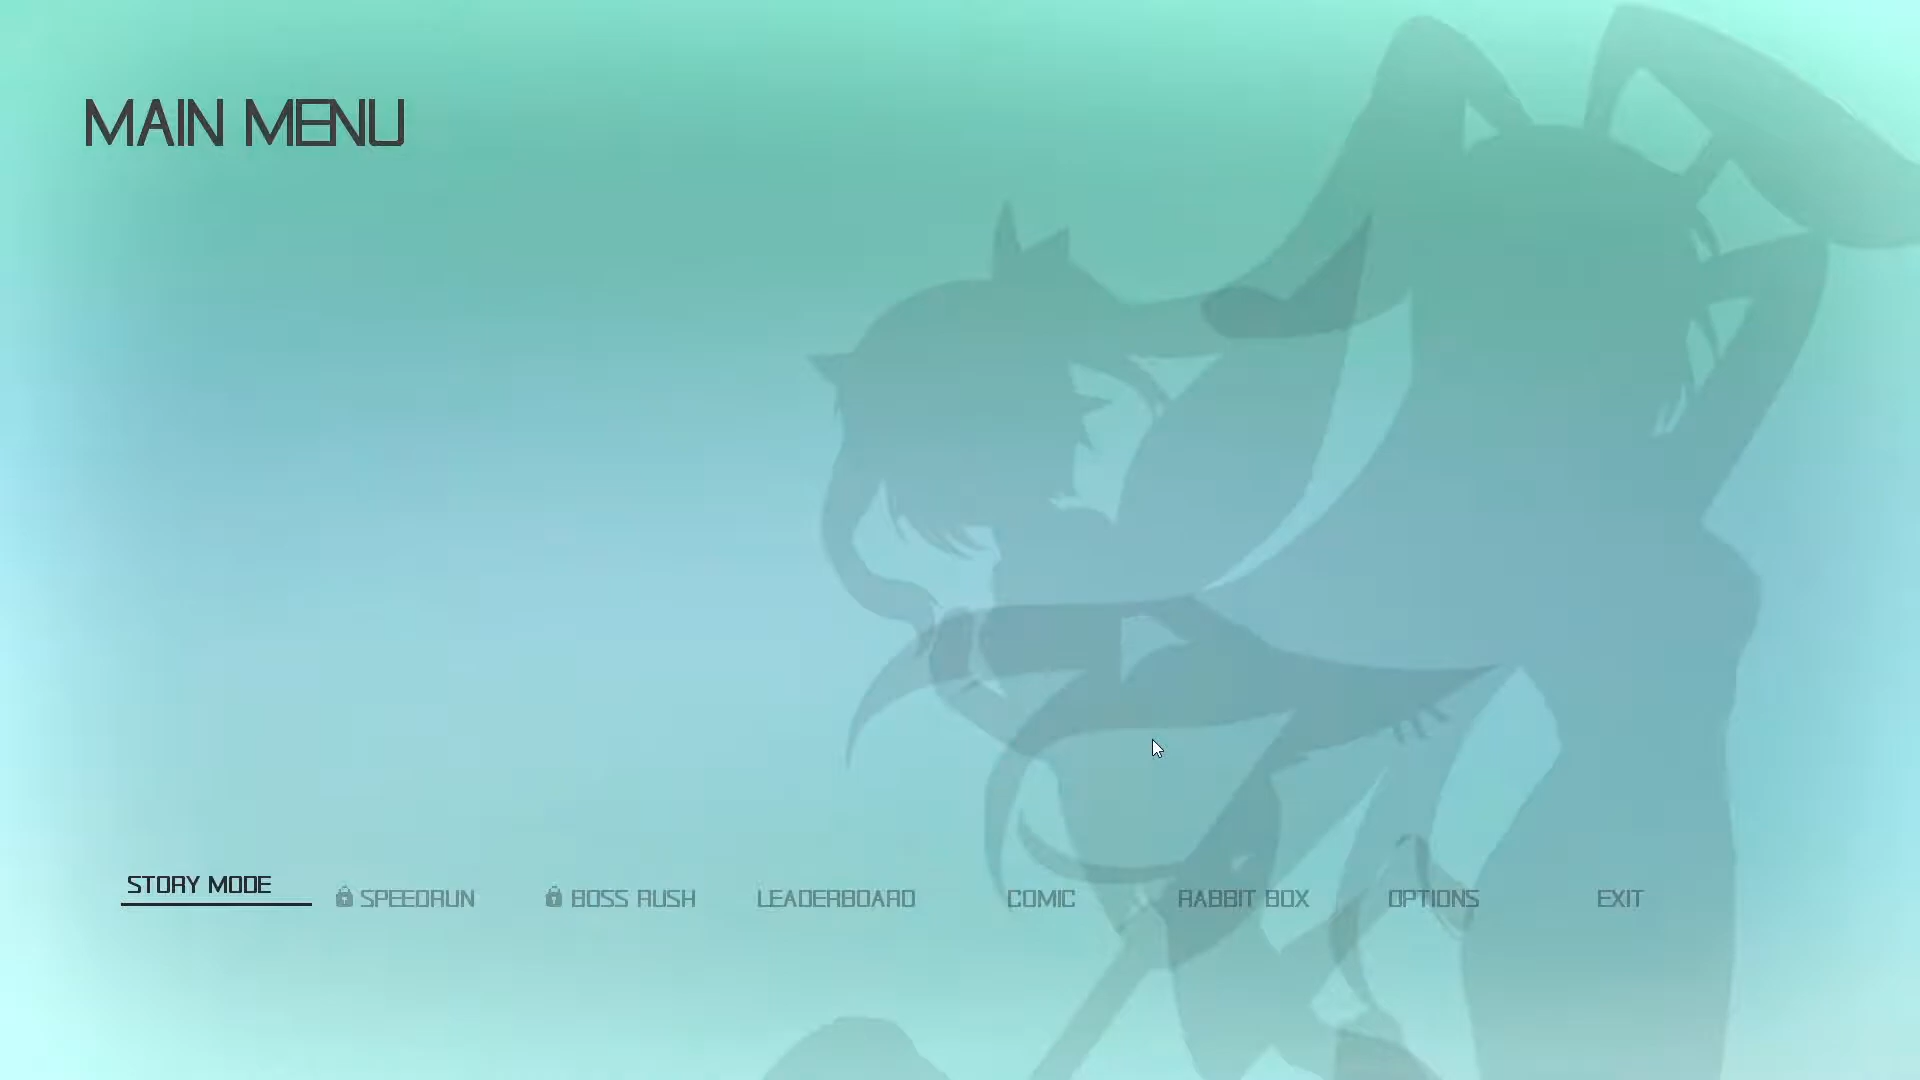 MAIN MENU
STORY MODE
SPEEDRUN
BOSS RUSH
LEADERBOARD
COMIC
RABBIT BOX
OPTIONS
EXIT